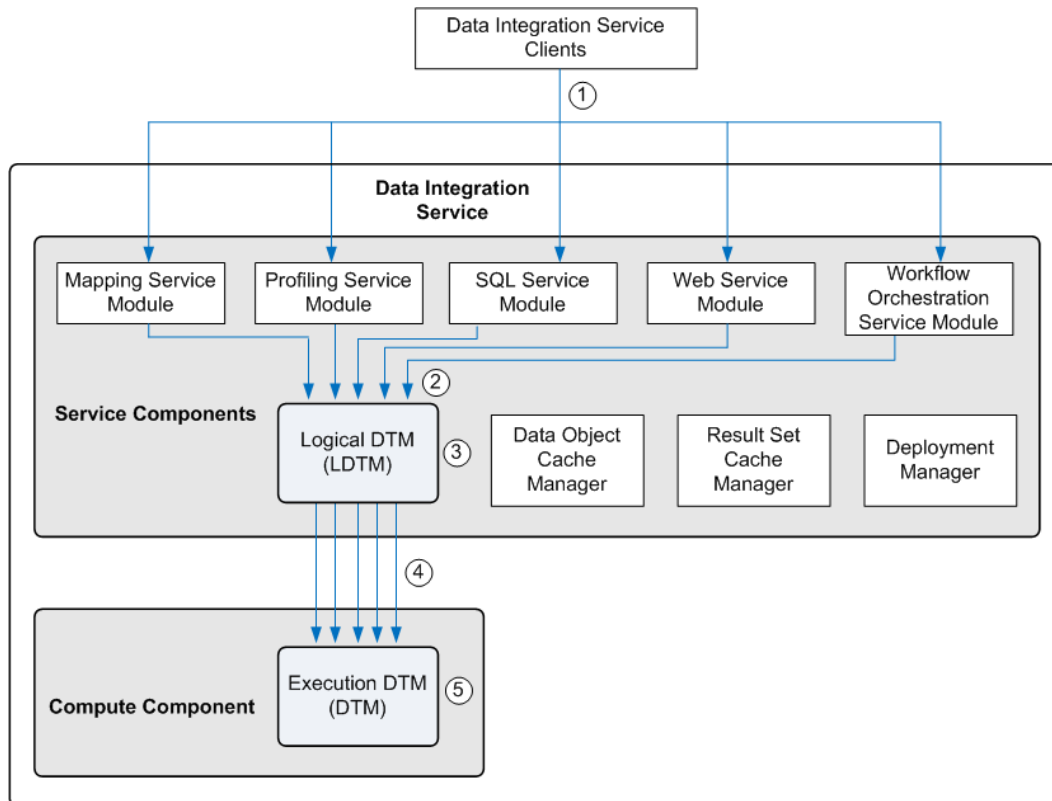 Data Integration Service
Clients
1
Data Integration
Service
Mapping Service
Module
Profiling Service
Module
SQL Service
Module
Web Service
Module
Workflow
Orchestration
Service Module
2
Service Components
Logical DTM
(LDTM)
3
Data Object
Cache
Manager
Result Set
Cache
Manager
Deployment
Manager
4
Compute Component
Execution DTM
(DTM)
5